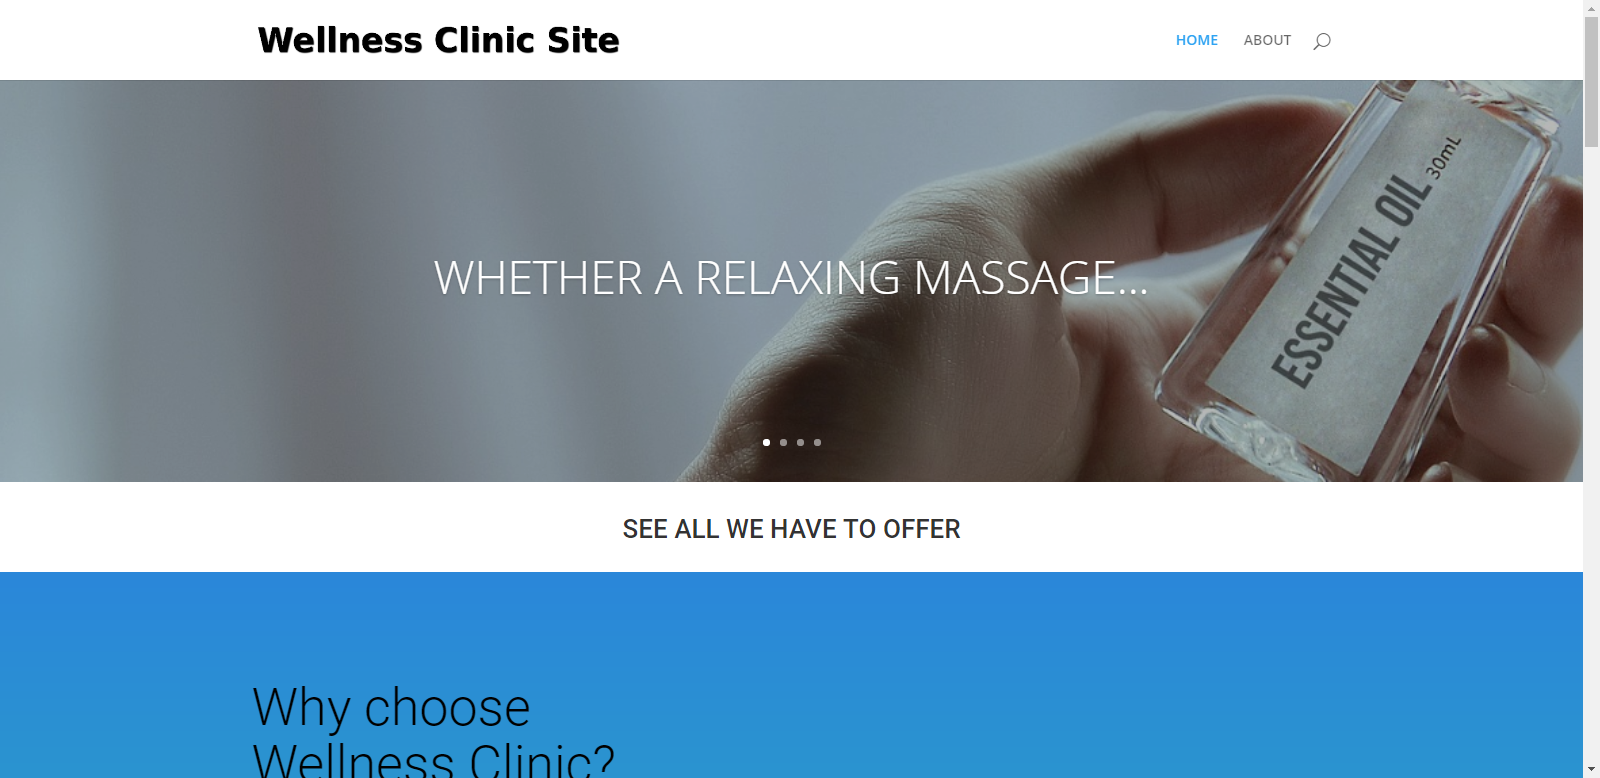 Wellness Clinic Site
HOME ABOUT
ESSENTIAL OIL 30mL
WHETHER A RELAXING MASSAGE...
SEE ALL WE HAVE TO OFFER
Why choose
Wellness Clinic?